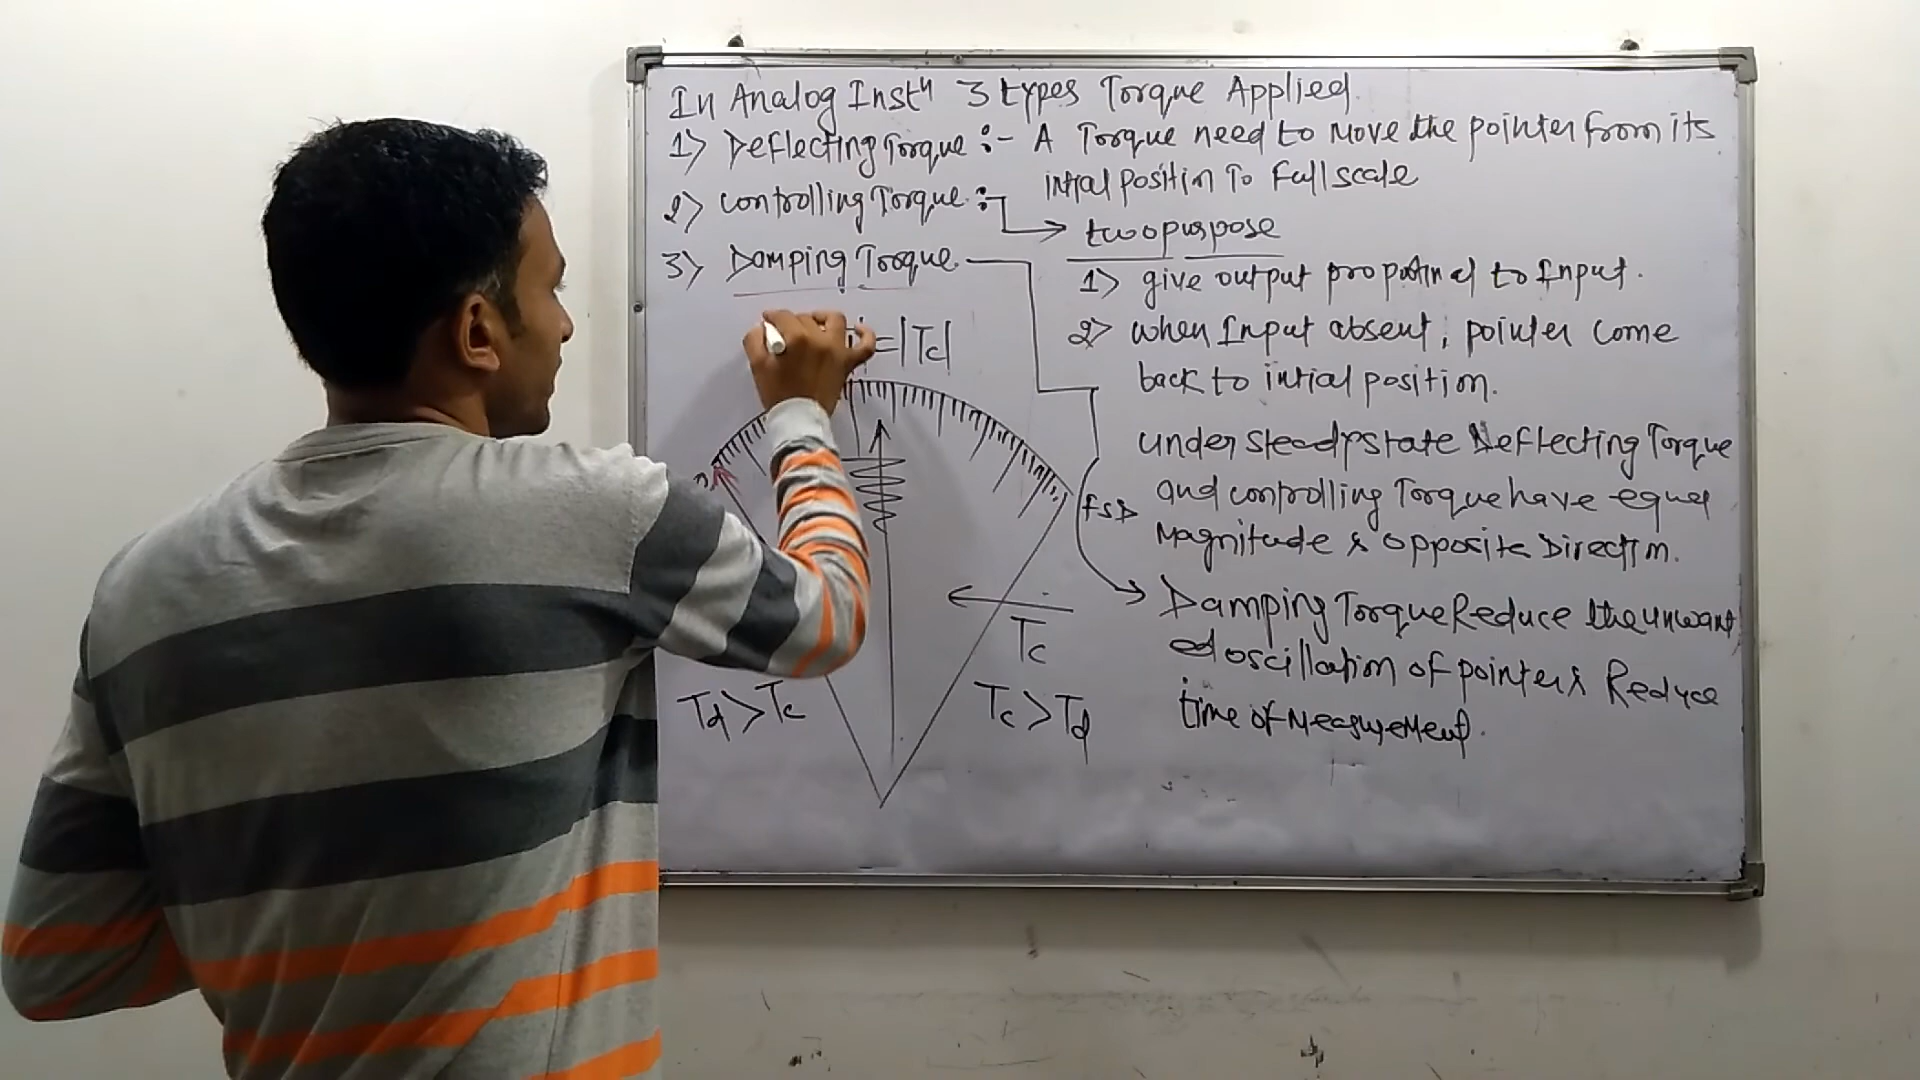 In Analog Instn 3 types Torque Applied.
1) Deflecting Torque :- A Torque need to Move the pointer from its
intial position To Full scale
2) controlling Torque :-
two purpose
3) Damping Torque
1) give output propotional to Input.
2) when Input absent, pointer come
back to intial position.
=|Tc|
under steady state Deflecting Torque
and controlling Torque have equal
Magnitude & opposite Direction.
FSD
Damping Torque Reduce the unwant
ed oscillation of pointer & Reduce
time of Measurement.
Tc
Td > Tc
Tc > Td